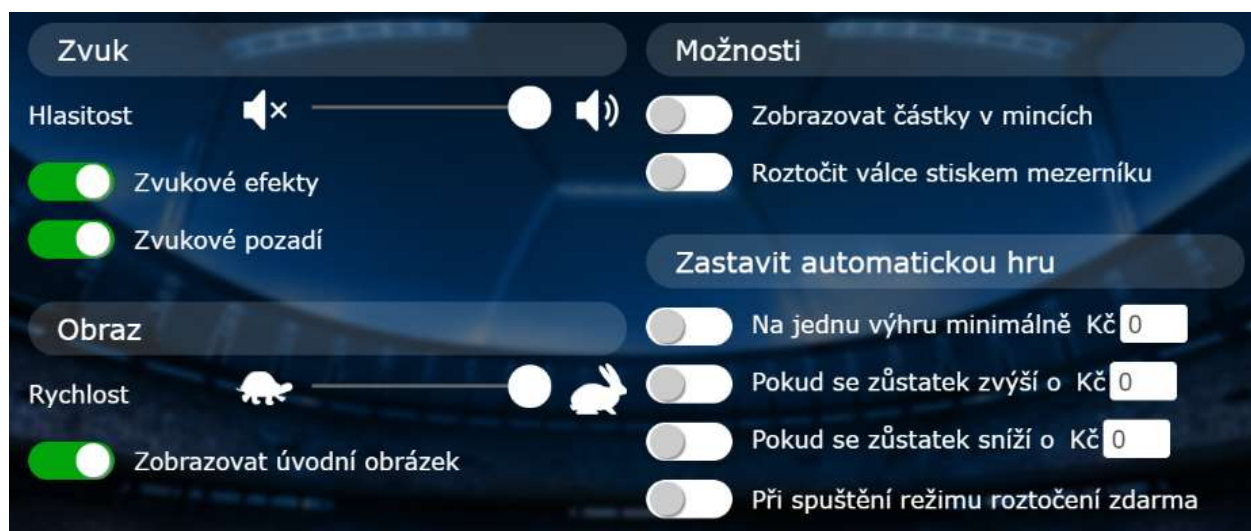 Zvuk
Hlasitost
Zvukové efekty
Zvukové pozadí
Obraz
Rychlost
Zobrazovat úvodní obrázek
Možnosti
Zobrazovat částky v mincích
Roztočit válce stiskem mezerníku
Zastavit automatickou hru
Na jednu výhru minimálně Kč 0
Pokud se zůstatek zvýší o Kč 0
Pokud se zůstatek sníží o Kč 0
Při spuštění režimu roztočení zdarma